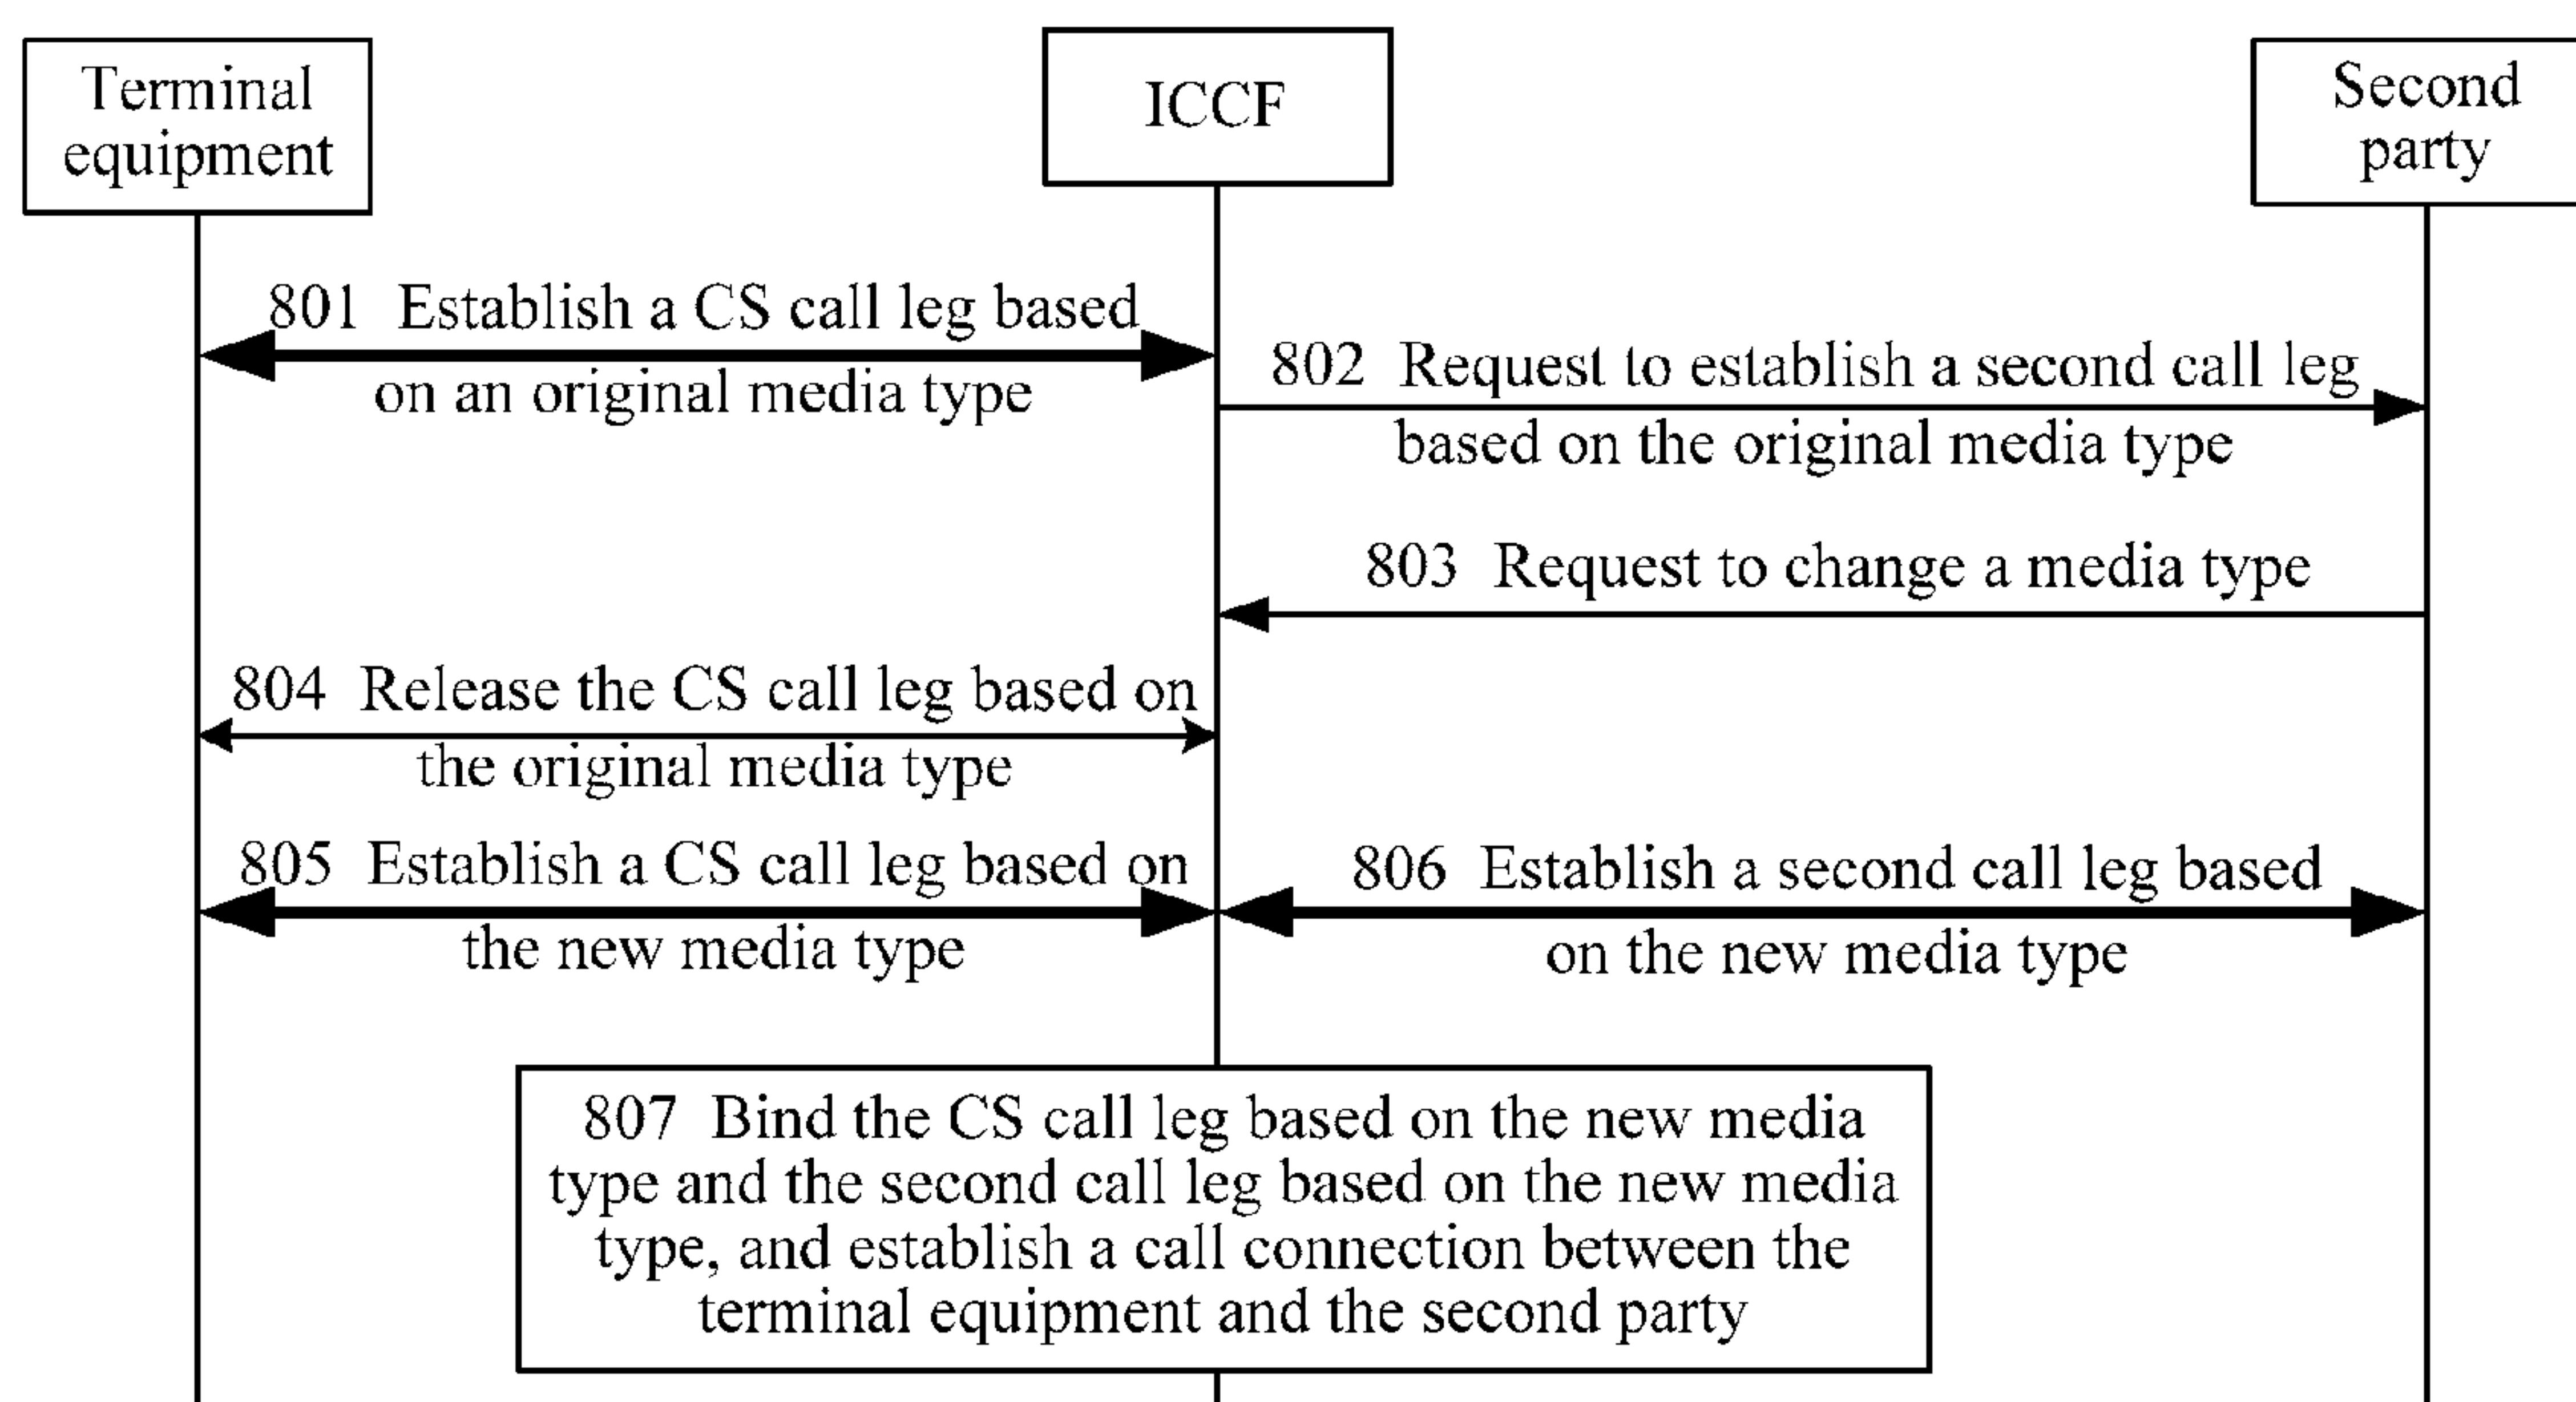 Terminal
equipment
ICCF
Second
party
801 Establish a CS call leg based
on an original media type
802 Request to establish a second call leg
based on the original media type
803 Request to change a media type
804 Release the CS call leg based on
the original media type
805 Establish a CS call leg based on
the new media type
806 Establish a second call leg based
on the new media type
807 Bind the CS call leg based on the new media
type and the second call leg based on the new media
type, and establish a call connection between the
terminal equipment and the second party